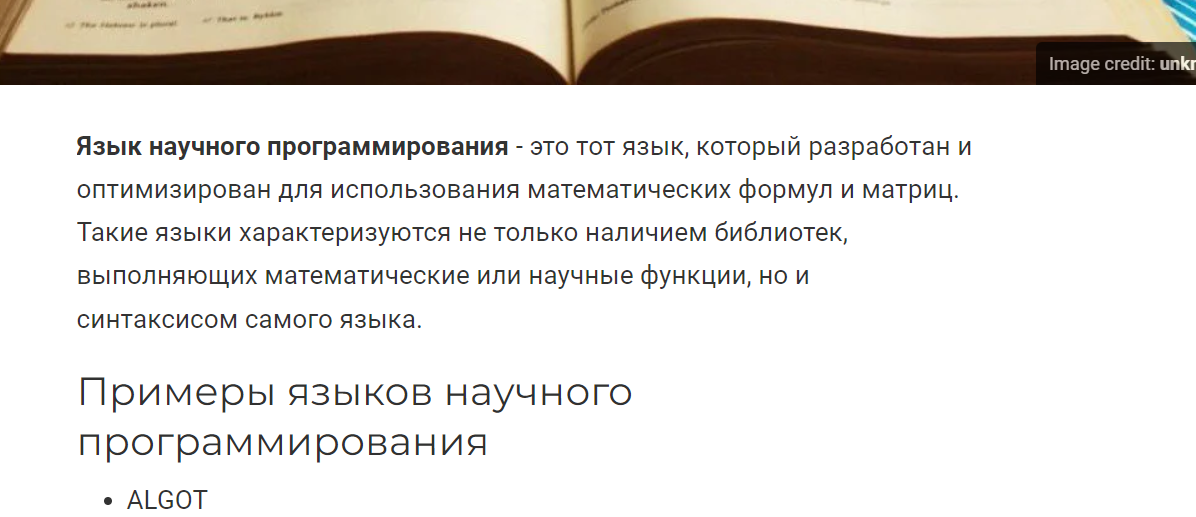 shaken.
The Hebrew is plural
That is, Bekhn
Image credit: unkr
Язык научного программирования - это тот язык, который разработан и
оптимизирован для использования математических формул и матриц.
Такие языки характеризуются не только наличием библиотек,
выполняющих математические или научные функции, но и
синтаксисом самого языка.
Примеры языков научного
программирования
• ALGOT